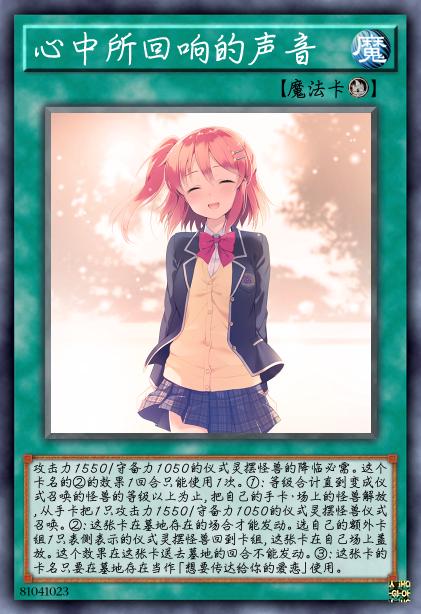 心中所回响的声音
魔
【魔法卡】
攻击力1550/守备力1050的仪式灵摆怪兽的降临必需。这个
卡名的②的效果1回合只能使用1次。①：等级合计直到变成仪
式召唤的怪兽的等级以上为止，把自己的手卡·场上的怪兽解放，
从手卡把1只攻击力1550/守备力1050的仪式灵摆怪兽仪式
召唤。②：这张卡在墓地存在的场合才能发动。选自己的额外卡
组1只表侧表示的仪式灵摆怪兽回到卡组，这张卡在自己场上盖
放。这个效果在这张卡送去墓地的回合不能发动。③：这张卡的
卡名只要在墓地存在当作「想要传达给你的爱恋」使用。
81041023